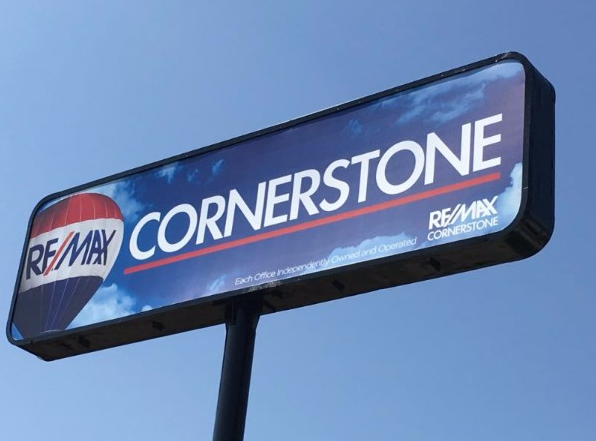 RE/MAX
CORNERSTONE
Each Office Independently Owned and Operated
RE/MAX
CORNERSTONE